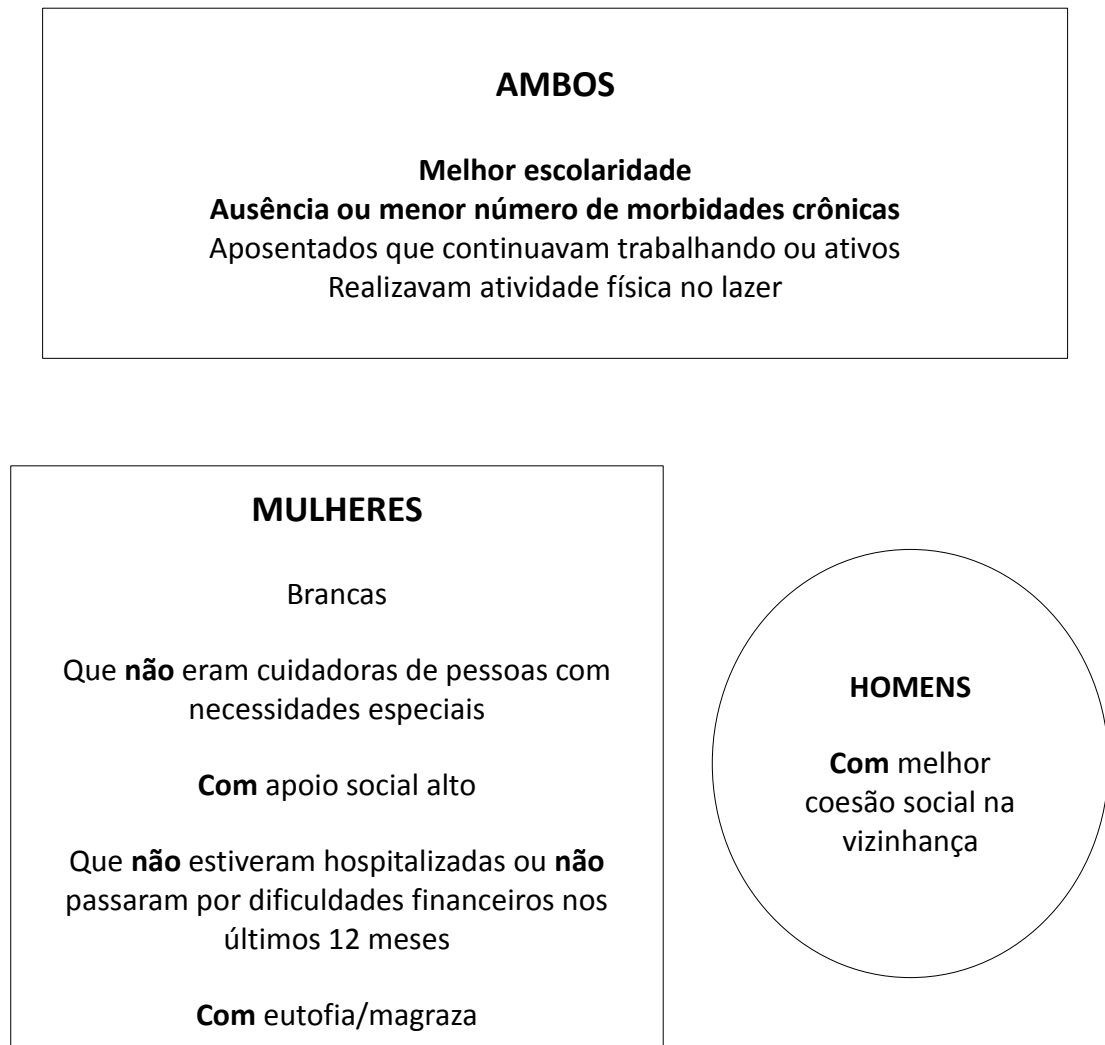 AMBOS
Melhor escolaridade
Ausência ou menor número de morbidades crônicas
Aposentados que continuavam trabalhando ou ativos
Realizavam atividade física no lazer
MULHERES
Brancas
Que não eram cuidadoras de pessoas com
necessidades especiais
Com apoio social alto
Que não estiveram hospitalizadas ou não
passaram por dificuldades financeiros nos
últimos 12 meses
Com eutofia/magraza
HOMENS
Com melhor
coesão social na
vizinhança